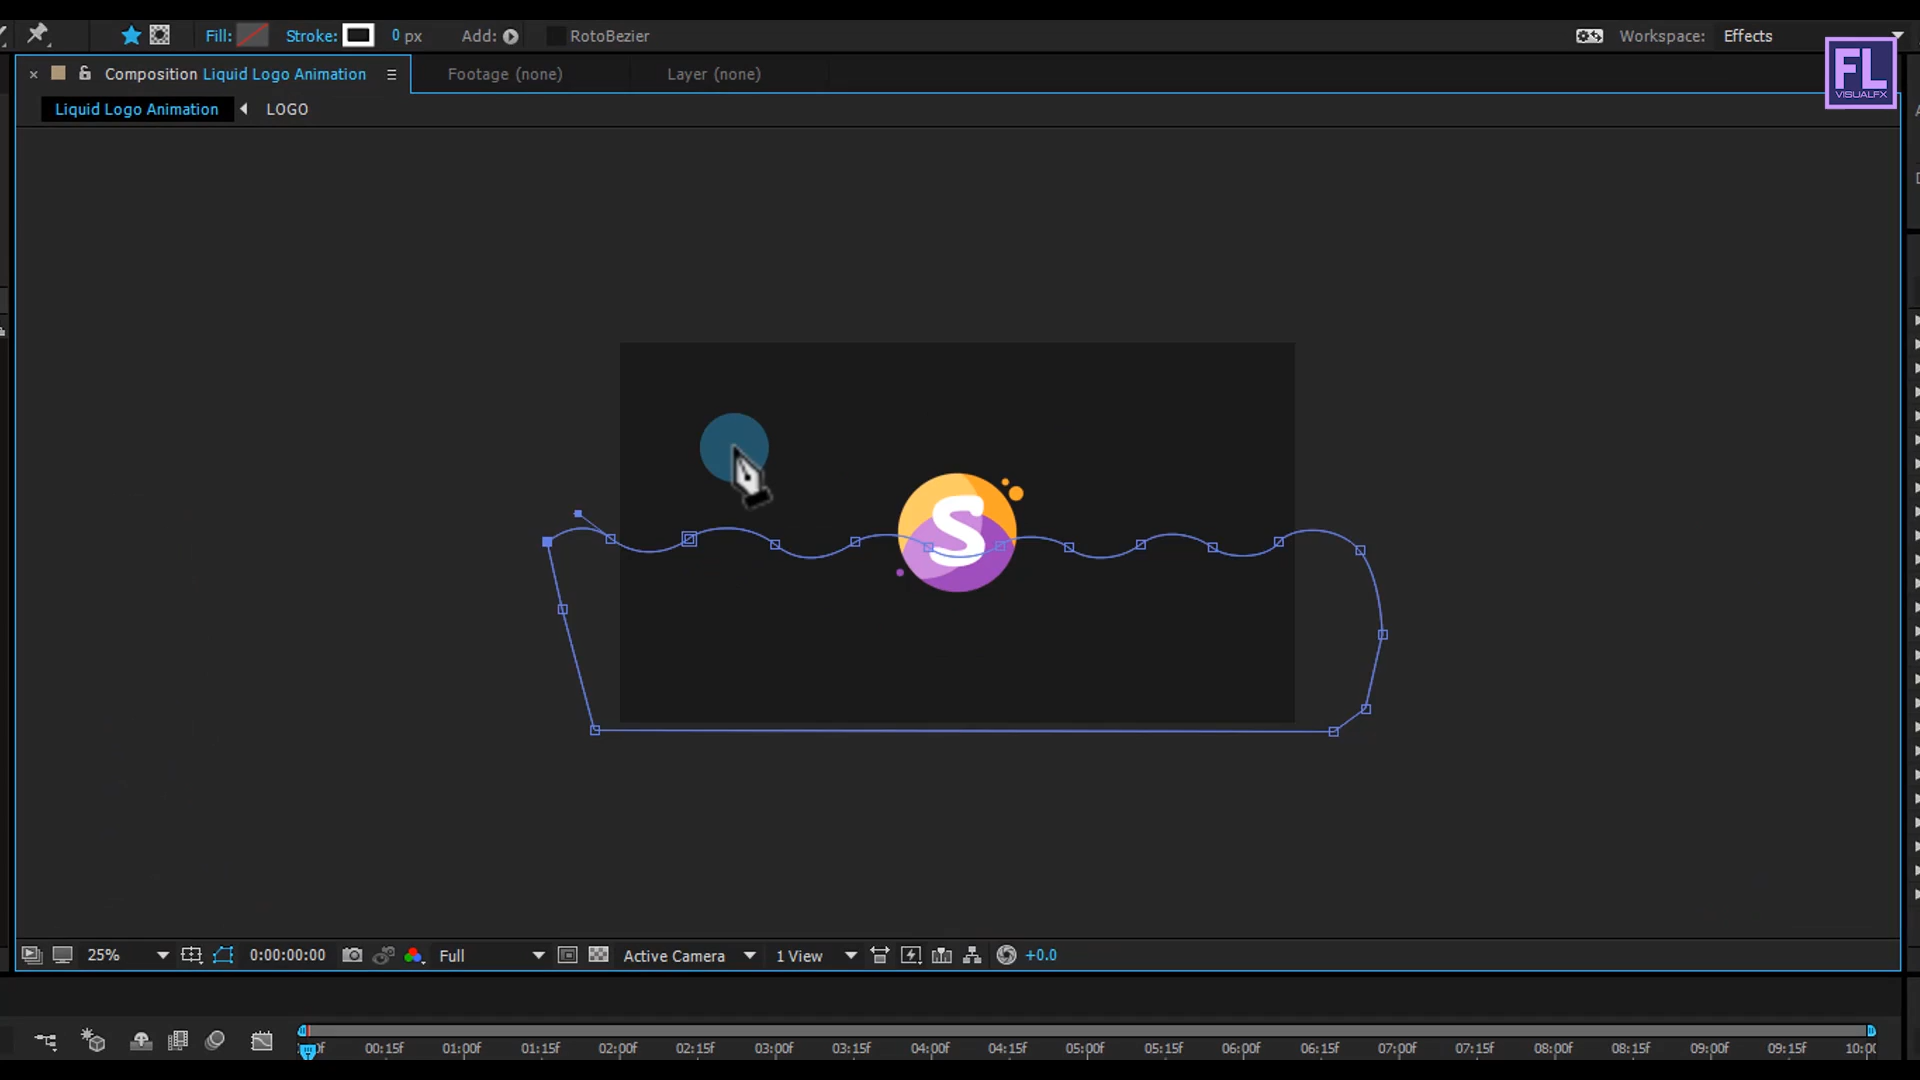 Fill: Stroke: 0 px Add: RotoBezier Workspace: Effects
FL
VISUALFX
× Composition Liquid Logo Animation Footage (none) Layer (none)
Liquid Logo Animation LOGO
S
25% 0:00:00:00 Full Active Camera 1 View +0.0
00:15f 01:00f 01:15f 02:00f 02:15f 03:00f 03:15f 04:00f 04:15f 05:00f 05:15f 06:00f 06:15f 07:00f 07:15f 08:00f 08:15f 09:00f 09:15f 10:00